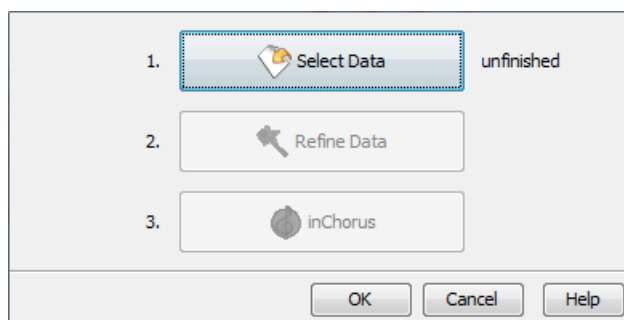 1. Select Data unfinished
2. Refine Data
3. inChorus
OK Cancel Help